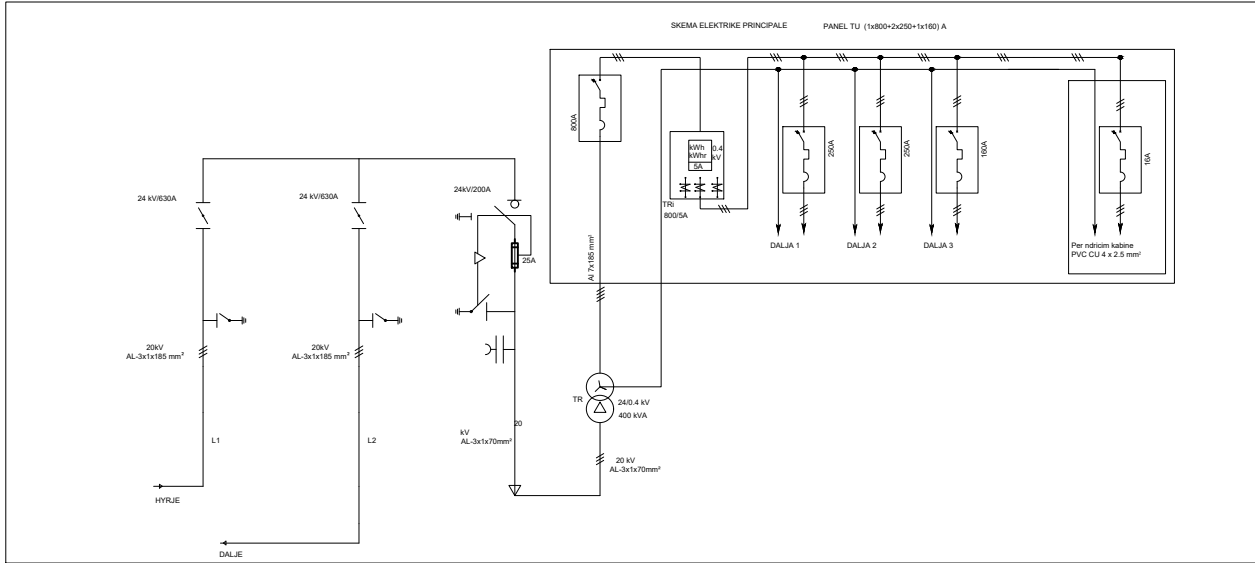 SKEMA ELEKTRIKE PRINCIPALE
PANEL TU (1x800+2x250+1x160) A
800A
kWh
kWhr
5A
0.4
kV
TRi
800/5A
250A
250A
160A
16A
DALJA 1
DALJA 2
DALJA 3
Per ndricim kabine
PVC CU 4 x 2.5 mm²
Al 7x185 mm²
24 kV/630A
24 kV/630A
24kV/200A
25A
20kV
AL-3x1x185 mm²
20kV
AL-3x1x185 mm²
TR
24/0.4 kV
400 kVA
20
kV
AL-3x1x70mm²
L1
L2
20 kV
AL-3x1x70mm²
HYRJE
DALJE